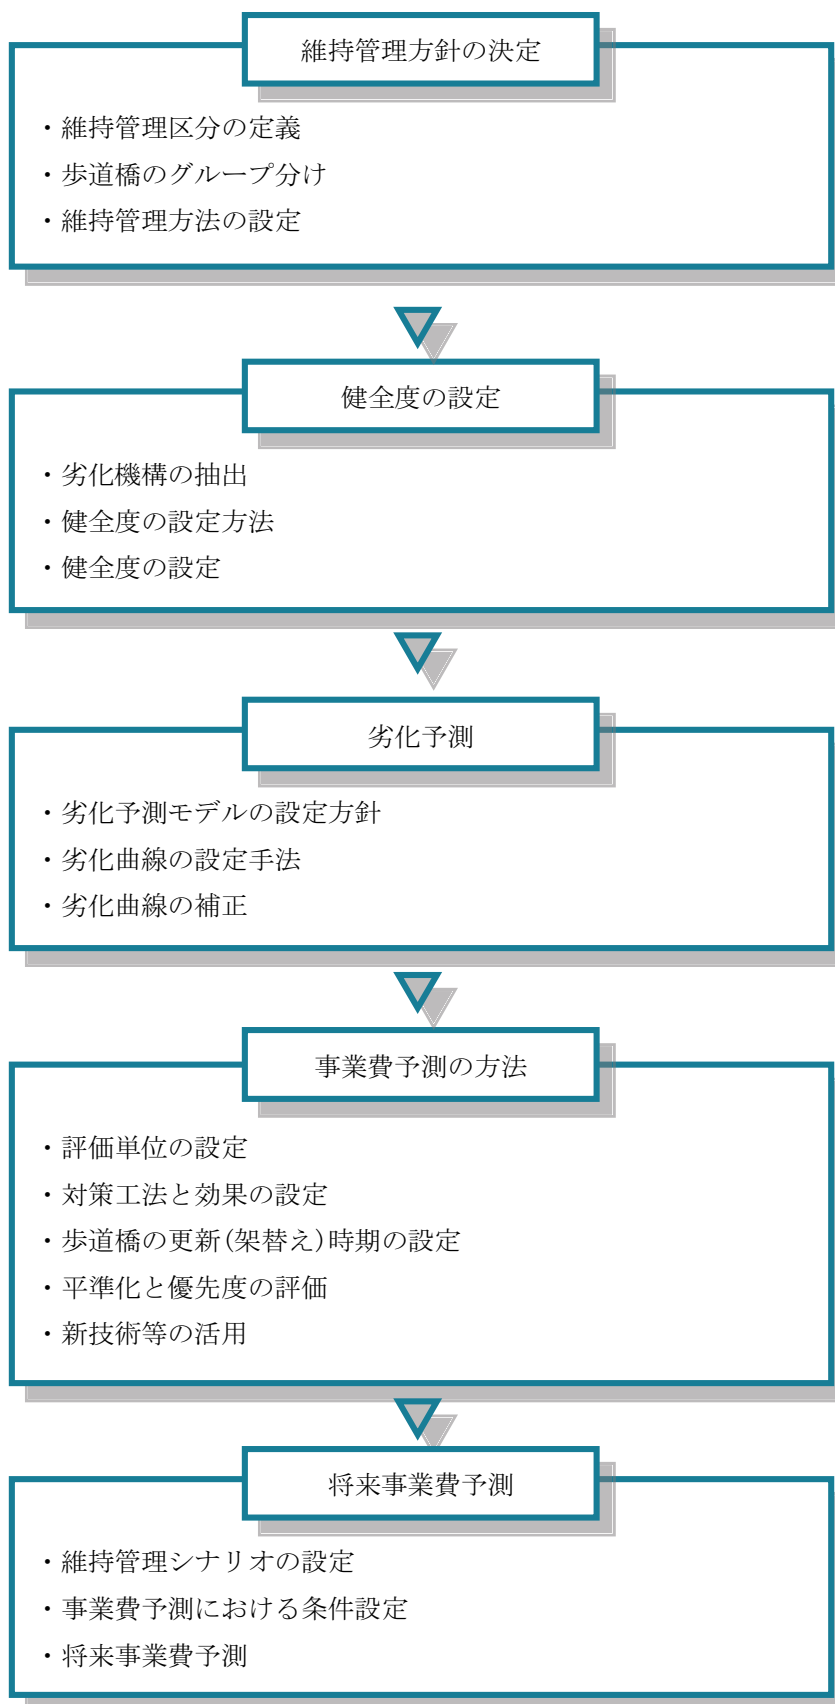 維持管理方針の決定
・維持管理区分の定義
・歩道橋のグループ分け
・維持管理方法の設定
健全度の設定
・劣化機構の抽出
・健全度の設定方法
・健全度の設定
劣化予測
・劣化予測モデルの設定方針
・劣化曲線の設定手法
・劣化曲線の補正
事業費予測の方法
・評価単位の設定
・対策工法と効果の設定
・歩道橋の更新(架替え)時期の設定
・平準化と優先度の評価
・新技術等の活用
将来事業費予測
・維持管理シナリオの設定
・事業費予測における条件設定
・将来事業費予測